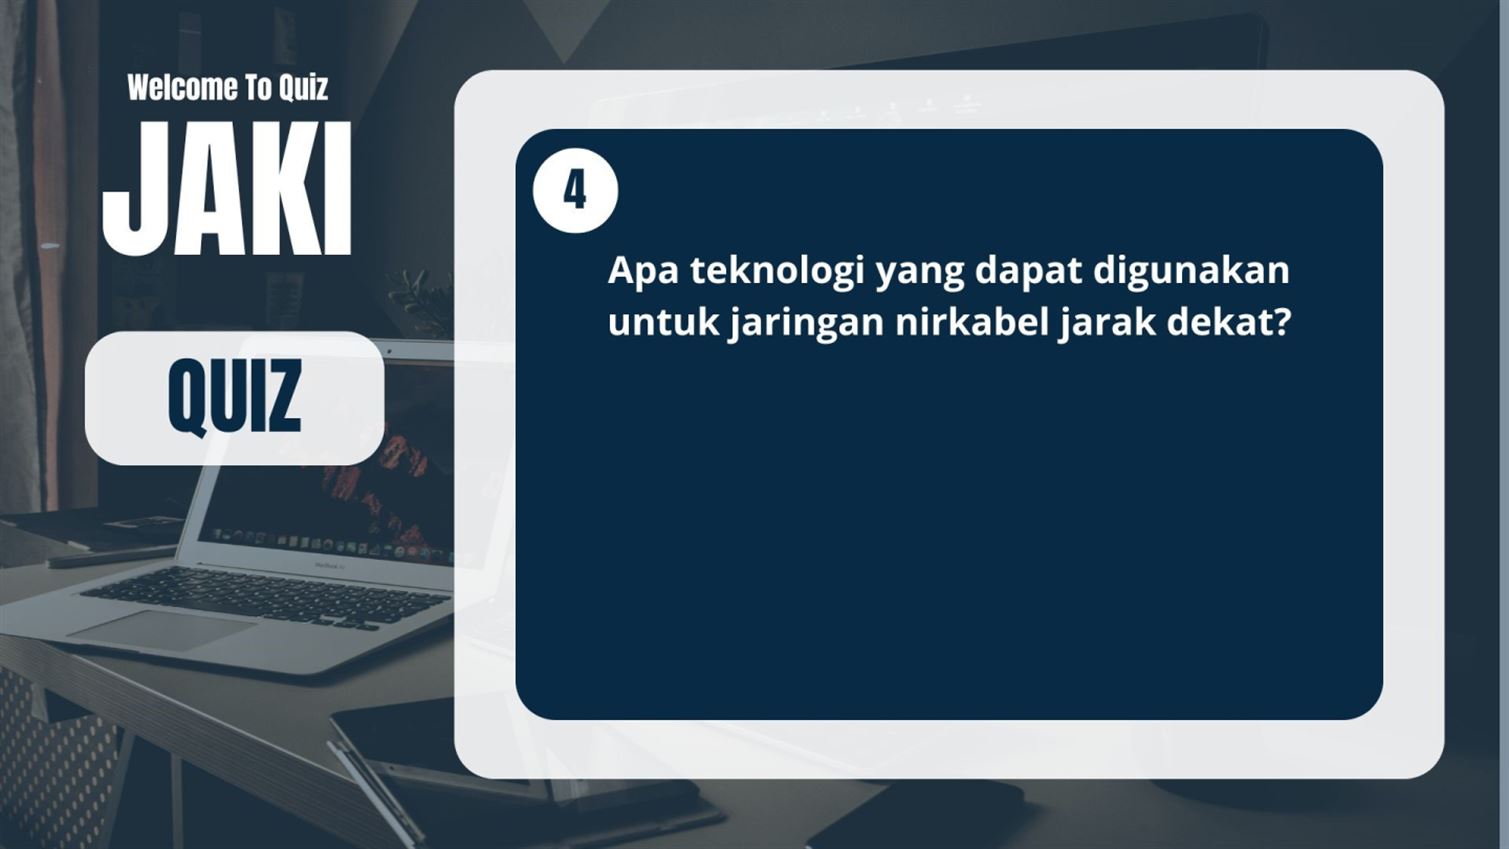 Welcome To Quiz
JAKI
QUIZ
4
Apa teknologi yang dapat digunakan
untuk jaringan nirkabel jarak dekat?